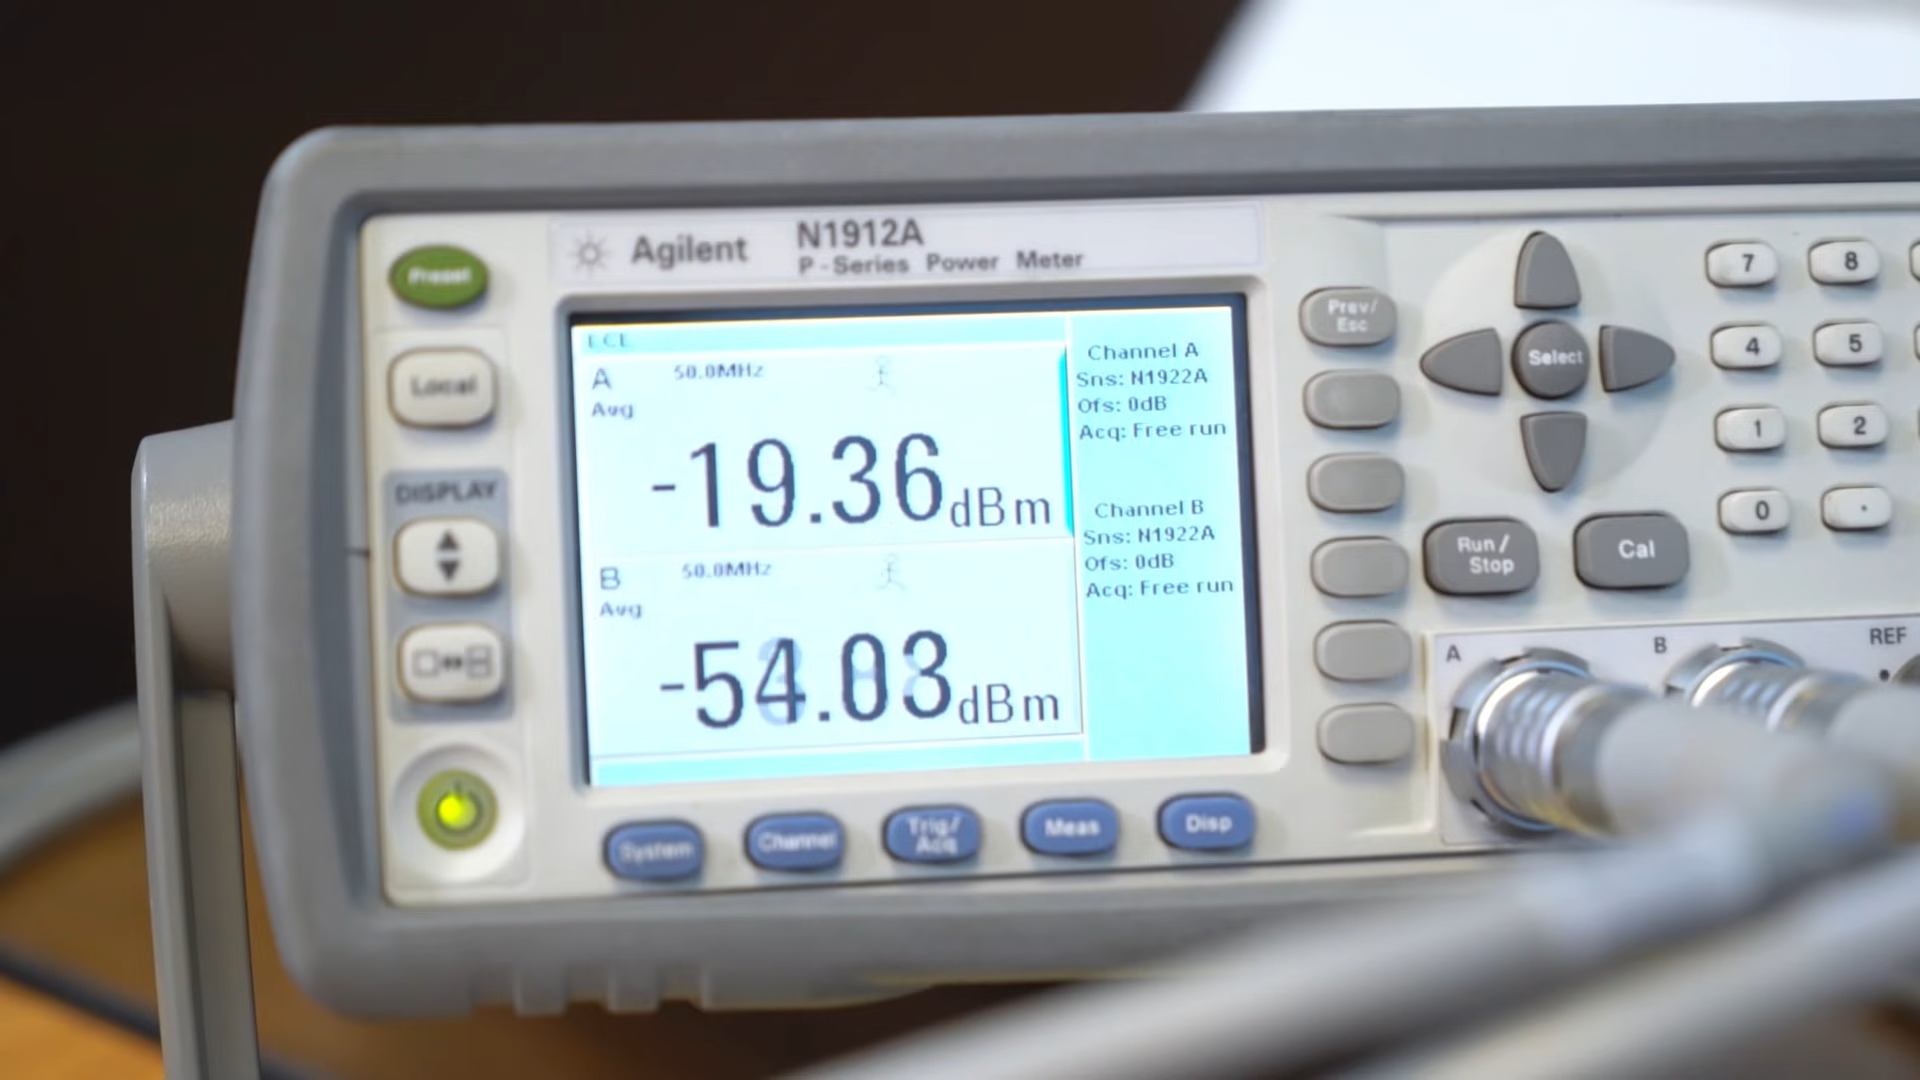 Agilent
N1912A
P-Series Power Meter
Preset
Local
DISPLAY
LCL
A
50.0MHz
Avg
-19.36dBm
B
50.0MHz
Avg
-54.03dBm
Channel A
Sns: N1922A
Ofs: 0dB
Acq: Free run
Channel B
Sns: N1922A
Ofs: 0dB
Acq: Free run
System
Channel
Trig/
Acq
Meas
Disp
Prev/
Esc
Select
Run/
Stop
Cal
7 8
4 5
1 2
0 .
A
B
REF